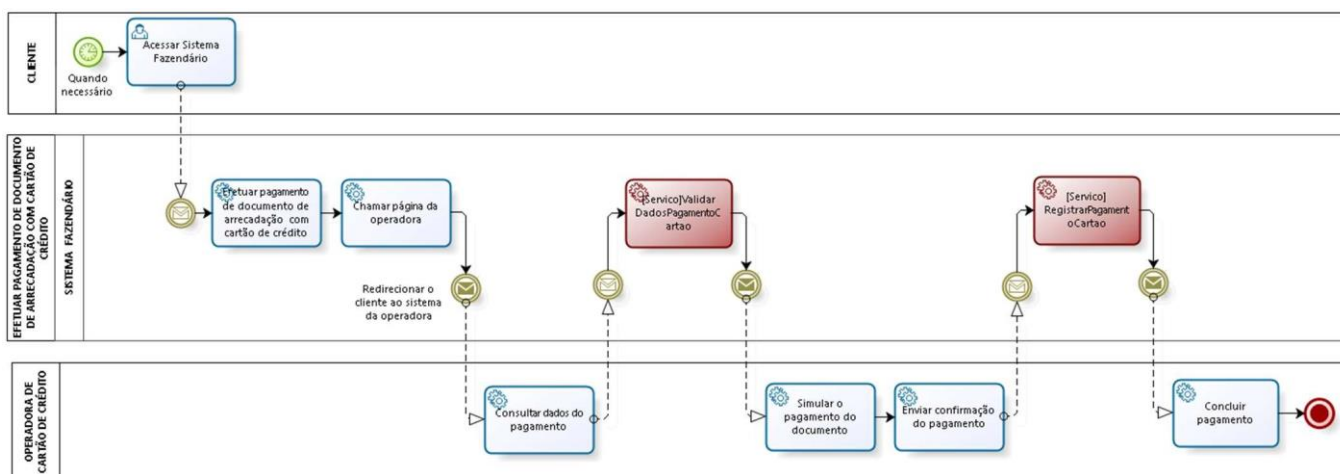 CLIENTE
Quando
necessário
Acessar Sistema
Fazendário
EFETUAR PAGAMENTO DE DOCUMENTO
DE ARRECADAÇÃO COM CARTÃO DE
CRÉDITO
SISTEMA FAZENDÁRIO
Efetuar pagamento
de documento de
arrecadação com
cartão de crédito
Chamar página da
operadora
Redirecionar o
cliente ao sistema
da operadora
[Servico]Validar
DadosPagamentoC
artao
[Servico]
RegistrarPagament
oCartao
OPERADORA DE
CARTÃO DE CRÉDITO
Consultar dados do
pagamento
Simular o
pagamento do
documento
Enviar confirmação
do pagamento
Concluir
pagamento